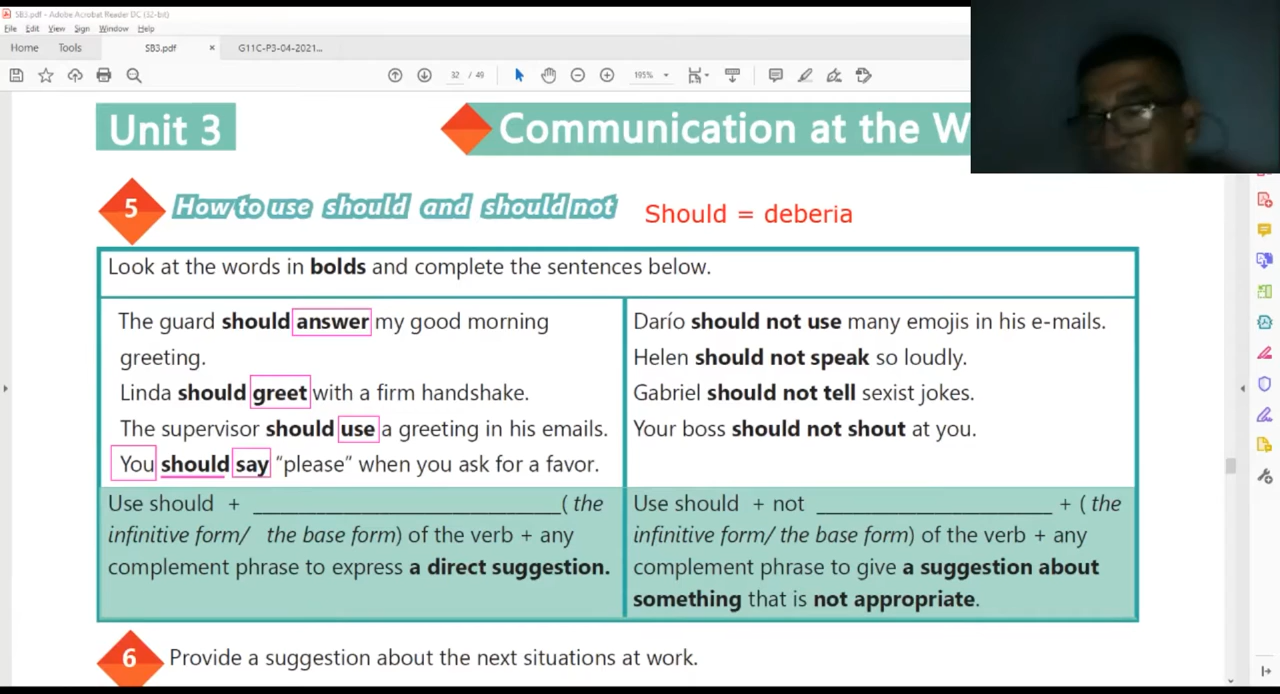 SB3.pdf - Adobe Acrobat Reader DC (32-bit)
File Edit View Sign Window Help
Home Tools SB3.pdf × G11C-P3-04-2021...
32 / 49 195%
Unit 3 Communication at the W
5 How to use should and should not Should = deberia
Look at the words in bolds and complete the sentences below.
The guard should answer my good morning
greeting.
Linda should greet with a firm handshake.
The supervisor should use a greeting in his emails.
You should say “please” when you ask for a favor.
Darío should not use many emojis in his e-mails.
Helen should not speak so loudly.
Gabriel should not tell sexist jokes.
Your boss should not shout at you.
Use should + ______________________________( the
infinitive form/ the base form) of the verb + any
complement phrase to express a direct suggestion.
Use should + not _______________________ + ( the
infinitive form/ the base form) of the verb + any
complement phrase to give a suggestion about
something that is not appropriate.
6 Provide a suggestion about the next situations at work.